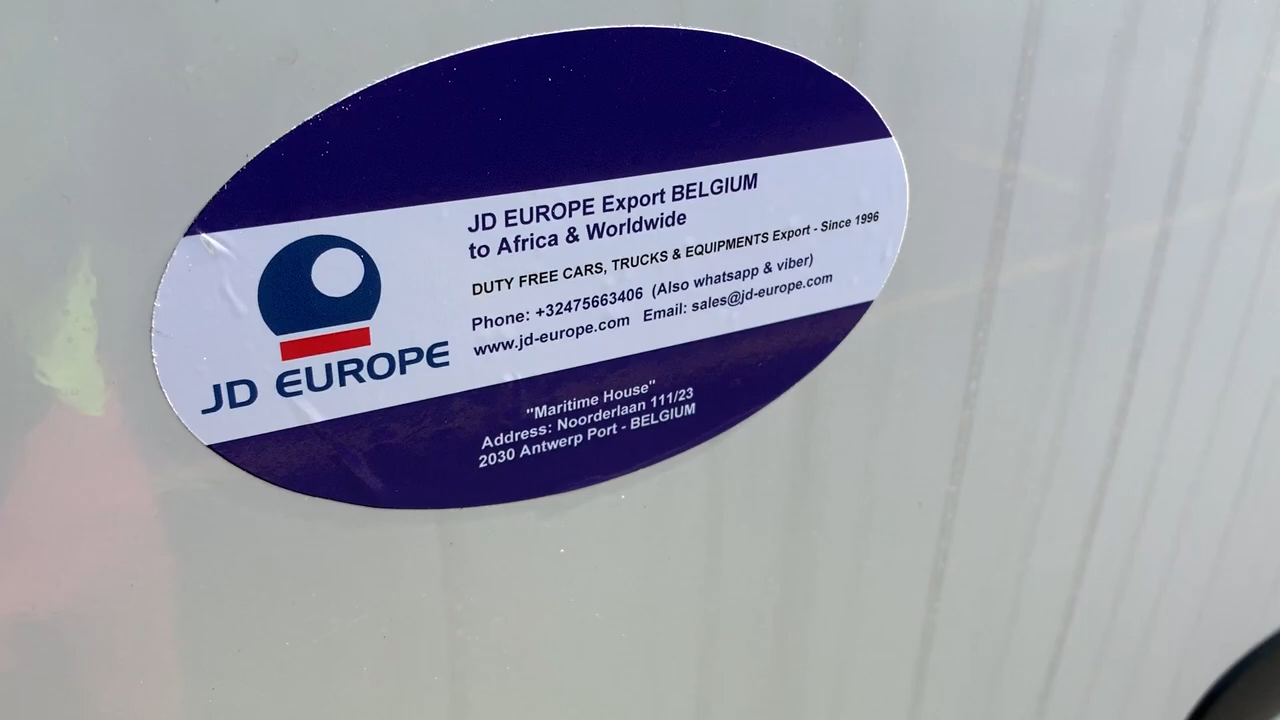 JD EUROPE Export BELGIUM
to Africa & Worldwide
DUTY FREE CARS, TRUCKS & EQUIPMENTS Export - Since 1996
Phone: +32475663406 (Also whatsapp & viber)
www.jd-europe.com Email: sales@jd-europe.com
JD EUROPE
"Maritime House"
Address: Noorderlaan 111/23
2030 Antwerp Port - BELGIUM